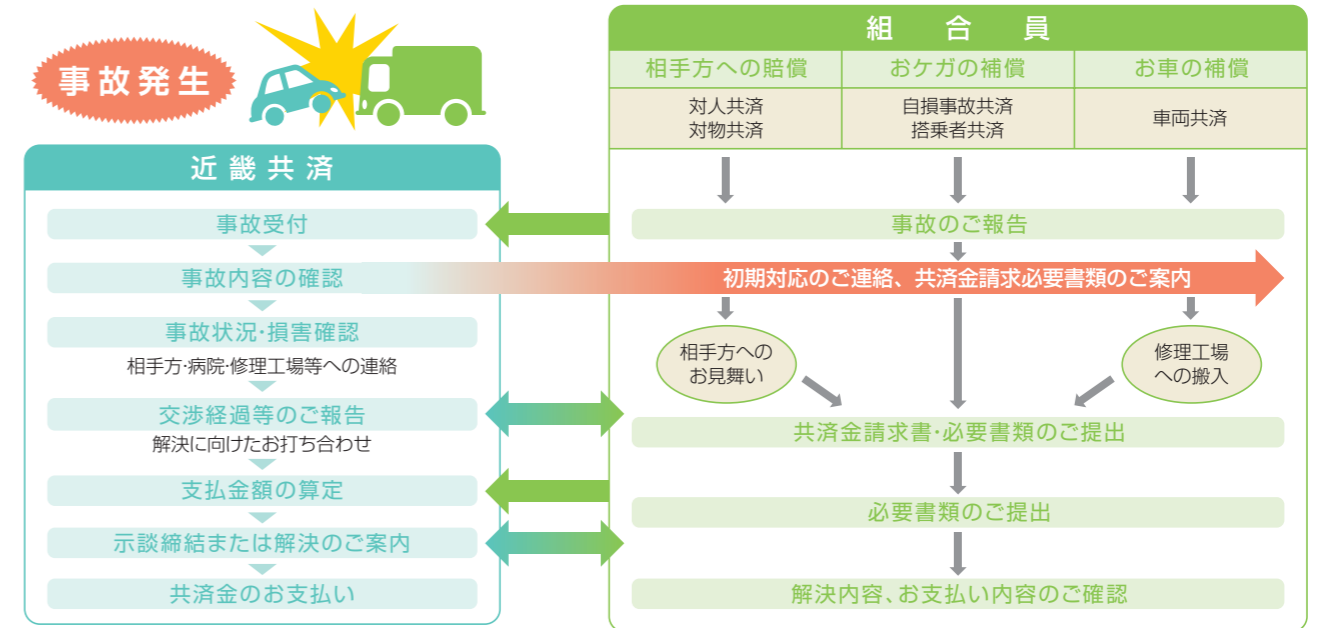 事故発生
近畿共済
事故受付
事故内容の確認
事故状況・損害確認
相手方・病院・修理工場等への連絡
交渉経過等のご報告
解決に向けたお打ち合わせ
支払金額の算定
示談締結または解決のご案内
共済金のお支払い
組合員
相手方への賠償
おケガの補償
お車の補償
対人共済
対物共済
自損事故共済
搭乗者共済
車両共済
事故のご報告
初期対応のご連絡、共済金請求必要書類のご案内
相手方への
お見舞い
修理工場
への搬入
共済金請求書・必要書類のご提出
必要書類のご提出
解決内容、お支払い内容のご確認